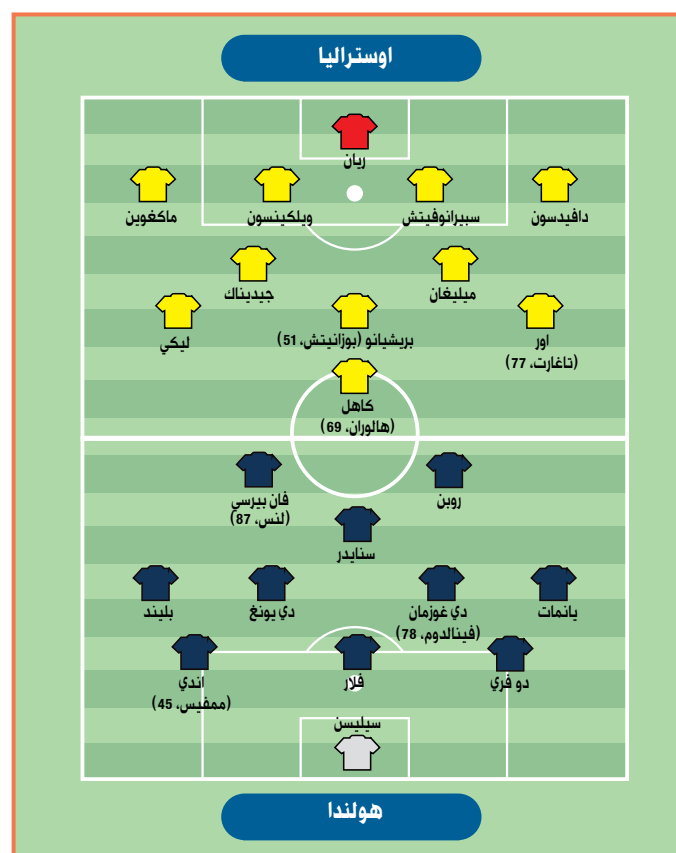 اوستراليا
ريان
دافيدسون
سبيرانوفيتش
ويلكينسون
ماكغوين
ميليغان
جيديناك
اور
(تاغارت، 77)
بريشيانو (بوزانيتش، 51)
ليكي
كاهل
(هالوران، 69)
روبن
فان بيرسي
(لنس، 87)
سنايدر
يانمات
دي غوزمان
(فينالدوم، 78)
دي يونغ
بليند
دو فري
فلار
اندي
(ممفيس، 45)
سيليسن
هولندا